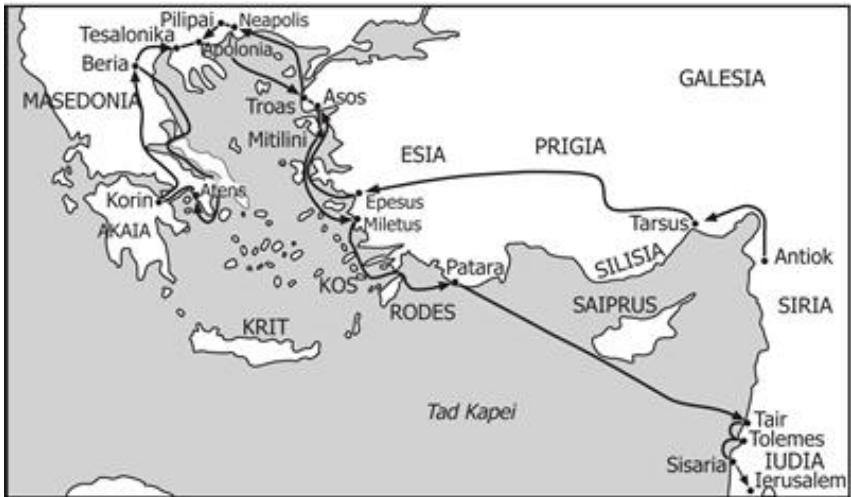 Pilipai
Neapolis
Tesalonika
Apolonia
Beria
GALESIA
MASEDONIA
Troas
Asos
Mitilini
ESIA
PRIGIA
Korin
Atens
Epesus
AKAIA
Miletus
Tarsus
SILISIA
Antiok
Patara
KOS
RODES
SAIPRUS
SIRIA
KRIT
Tad Kapei
Tair
Tolemes
Sisaria
IUDIA
Ierusalem